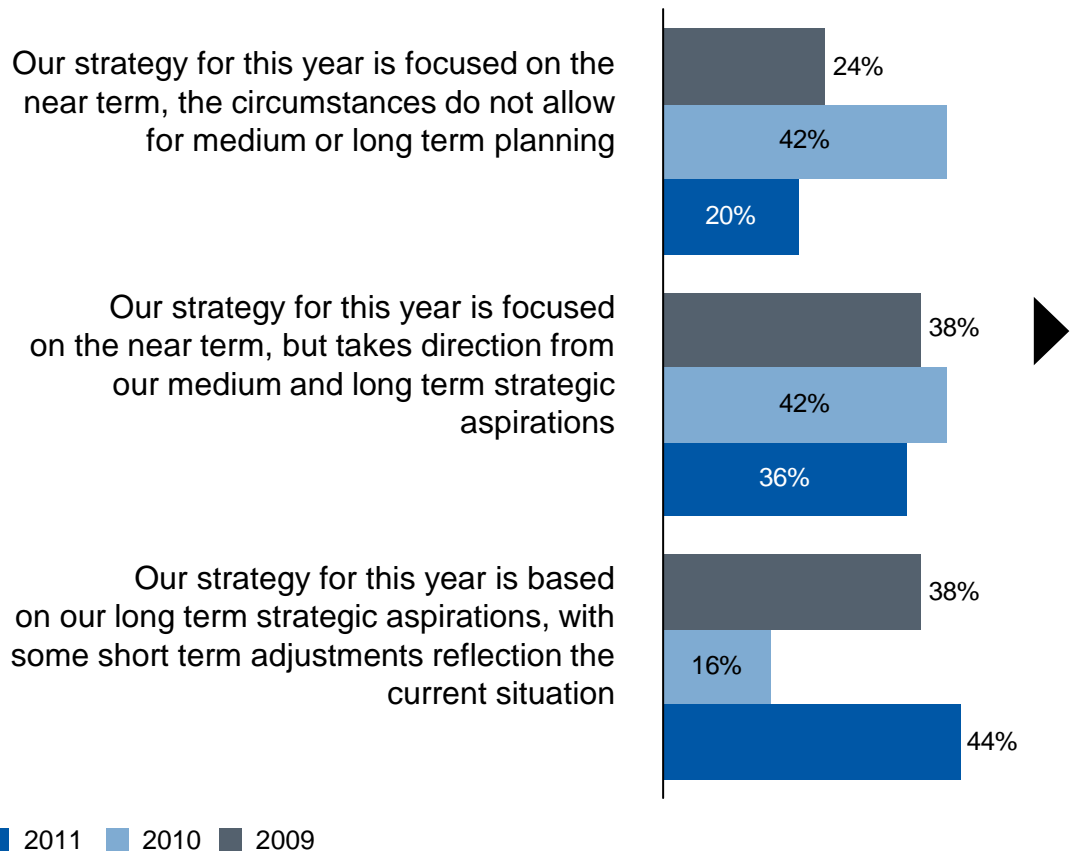 Our strategy for this year is focused on the
near term, the circumstances do not allow
for medium or long term planning
24%
42%
20%
Our strategy for this year is focused
on the near term, but takes direction from
our medium and long term strategic
aspirations
38%
42%
36%
Our strategy for this year is based
on our long term strategic aspirations, with
some short term adjustments reflection the
current situation
38%
16%
44%
2011 2010 2009